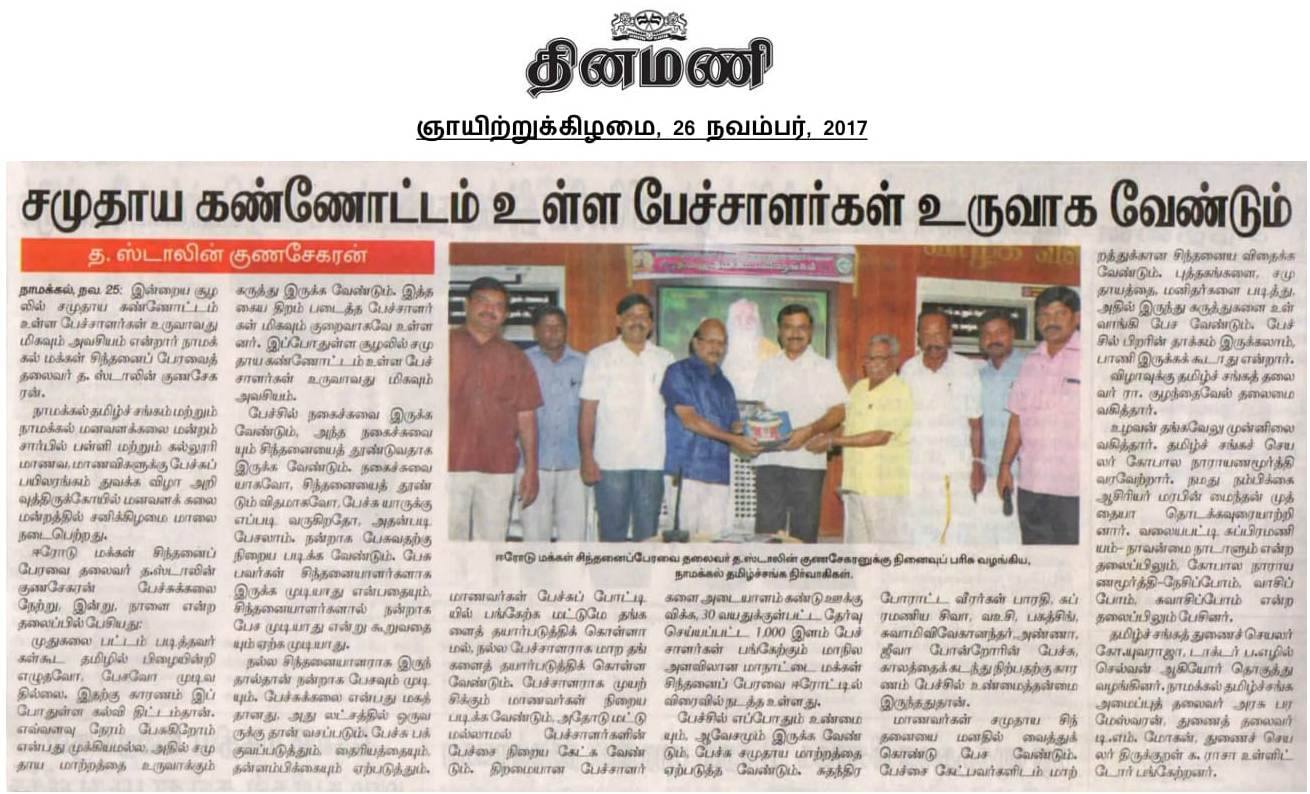 தினமணி
ஞாயிற்றுக்கிழமை, 26 நவம்பர், 2017
சமுதாய கண்ணோட்டம் உள்ள பேச்சாளர்கள் உருவாக வேண்டும்
த. ஸ்டாலின் குணசேகரன்
நாமக்கல், நவ. 25: இன்றைய சூழ
லில் சமுதாய கண்ணோட்டம்
உள்ள பேச்சாளர்கள் உருவாவது
மிகவும் அவசியம் என்றார் நாமக்
கல் மக்கள் சிந்தனைப் பேரவைத்
தலைவர் த. ஸ்டாலின் குணசேக
ரன்.
நாமக்கல் தமிழ்ச் சங்கம் மற்றும்
நாமக்கல் மனவளக்கலை மன்றம்
சார்பில் பள்ளி மற்றும் கல்லூரி
மாணவ, மாணவிகளுக்கு பேச்சுப்
பயிலரங்கம் துவக்க விழா அறி
வுத்திருக்கோயில் மனவளக் கலை
மன்றத்தில் சனிக்கிழமை மாலை
நடைபெற்றது.
ஈரோடு மக்கள் சிந்தனைப்
பேரவை தலைவர் த.ஸ்டாலின்
குணசேகரன் பேச்சுக்கலை
நேற்று, இன்று, நாளை என்ற
தலைப்பில் பேசியது:
முதுகலை பட்டம் படித்தவர்
கள்கூட தமிழில் பிழையின்றி
எழுதவோ, பேசவோ முடிவ
தில்லை. இதற்கு காரணம் இப்
போதுள்ள கல்வி திட்டம்தான்.
எவ்வளவு நேரம் பேசுகிறோம்
என்பது முக்கியமல்ல, அதில் சமு
தாய மாற்றத்தை உருவாக்கும்
கருத்து இருக்க வேண்டும். இத்த
கைய திறம் படைத்த பேச்சாளர்
கள் மிகவும் குறைவாகவே உள்ள
னர். இப்போதுள்ள சூழலில் சமு
தாய கண்ணோட்டம் உள்ள பேச்
சாளர்கள் உருவாவது மிகவும்
அவசியம்.
பேச்சில் நகைச்சுவை இருக்க
வேண்டும், அந்த நகைச்சுவை
யும் சிந்தனையைத் தூண்டுவதாக
இருக்க வேண்டும். நகைச்சுவை
யாகவோ, சிந்தனையைத் தூண்
டும் விதமாகவோ, பேச்சு யாருக்கு
எப்படி வருகிறதோ, அதன்படி
பேசலாம். நன்றாக பேசுவதற்கு
நிறைய படிக்க வேண்டும். பேசு
பவர்கள் சிந்தனையாளர்களாக
இருக்க முடியாது என்பதையும்,
சிந்தனையாளர்களால் நன்றாக
பேச முடியாது என்று கூறுவதை
யும் ஏற்க முடியாது.
நல்ல சிந்தனையாளராக இருந்
தால்தான் நன்றாக பேசவும் முடி
யும். பேச்சுக்கலை என்பது மகத்
தானது, அது லட்சத்தில் ஒருவ
ருக்கு தான் வசப்படும். பேச்சு பக்
குவப்படுத்தும், தைரியத்தையும்,
தன்னம்பிக்கையும் ஏற்படுத்தும்.
ஈரோடு மக்கள் சிந்தனைப்பேரவை தலைவர் த.ஸ்டாலின் குணசேகரனுக்கு நினைவுப் பரிசு வழங்கிய,
நாமக்கல் தமிழ்ச்சங்க நிர்வாகிகள்.
மாணவர்கள் பேச்சுப் போட்டி
யில் பங்கேற்க மட்டுமே தங்க
ளைத் தயார்படுத்திக் கொள்ளா
மல், நல்ல பேச்சாளராக மாற தங்
களைத் தயார்படுத்திக் கொள்ள
வேண்டும். பேச்சாளராக முயற்
சிக்கும் மாணவர்கள் நிறைய
படிக்க வேண்டும், அதோடு மட்டு
மல்லாமல் பேச்சாளர்களின்
பேச்சை நிறைய கேட்க வேண்
டும். திறமையான பேச்சாளர்
களை அடையாளம் கண்டு ஊக்கு
விக்க, 30 வயதுக்குள்பட்ட தேர்வு
செய்யப்பட்ட 1,000 இளம் பேச்
சாளர்கள் பங்கேற்கும் மாநில
அளவிலான மாநாட்டை மக்கள்
சிந்தனைப் பேரவை ஈரோட்டில்
விரைவில் நடத்த உள்ளது.
பேச்சில் எப்போதும் உண்மை
யும், ஆவேசமும் இருக்க வேண்
டும், பேச்சு சமுதாய மாற்றத்தை
ஏற்படுத்த வேண்டும். சுதந்திர
போராட்ட வீரர்கள் பாரதி, சுப்
ரமணிய சிவா, வஉசி, பகத்சிங்,
சுவாமிவிவேகானந்தர், அண்ணா,
ஜீவா போன்றோரின் பேச்சு,
காலத்தைக் கடந்து நிற்பதற்கு கார
ணம் பேச்சில் உண்மைத்தன்மை
இருந்ததுதான்.
மாணவர்கள் சமுதாய சிந்
தனையை மனதில் வைத்துக்
கொண்டு பேச வேண்டும்.
பேச்சை கேட்பவர்களிடம் மாற்
றத்துக்கான சிந்தனையை விதைக்க
வேண்டும். புத்தகங்களை, சமு
தாயத்தை, மனிதர்களை படித்து,
அதில் இருந்து கருத்துகளை உள்
வாங்கி பேச வேண்டும். பேச்
சில் பிறரின் தாக்கம் இருக்கலாம்,
பாணி இருக்கக் கூடாது என்றார்.
விழாவுக்கு தமிழ்ச் சங்கத் தலை
வர் ரா. குழந்தைவேல் தலைமை
வகித்தார்.
உழவன் தங்கவேலு முன்னிலை
வகித்தார். தமிழ்ச் சங்கச் செய
லர் கோபால நாராயணமூர்த்தி
வரவேற்றார். நமது நம்பிக்கை
ஆசிரியர் மரபின் மைந்தன் முத்
தையா தொடக்கவுரையாற்றி
னார். வலையபட்டி சுப்பிரமணி
யம்- நாவன்மை நாடாளும் என்ற
தலைப்பிலும், கோபால நாராய
ணமூர்த்தி-நேசிப்போம், வாசிப்
போம், சுவாசிப்போம் என்ற
தலைப்பிலும் பேசினர்.
தமிழ்ச் சங்கத் துணைச் செயலர்
கோ.யுவராஜா, டாக்டர் ப.எழில்
செல்வன் ஆகியோர் தொகுத்து
வழங்கினர். நாமக்கல் தமிழ்ச்சங்க
அமைப்புத் தலைவர் அரசு பர
மேஸ்வரன், துணைத் தலைவர்
டி.எம். மோகன், துணைச் செய
லர் திருக்குறள் க. ராசா உள்ளிட்
டோர் பங்கேற்றனர்.